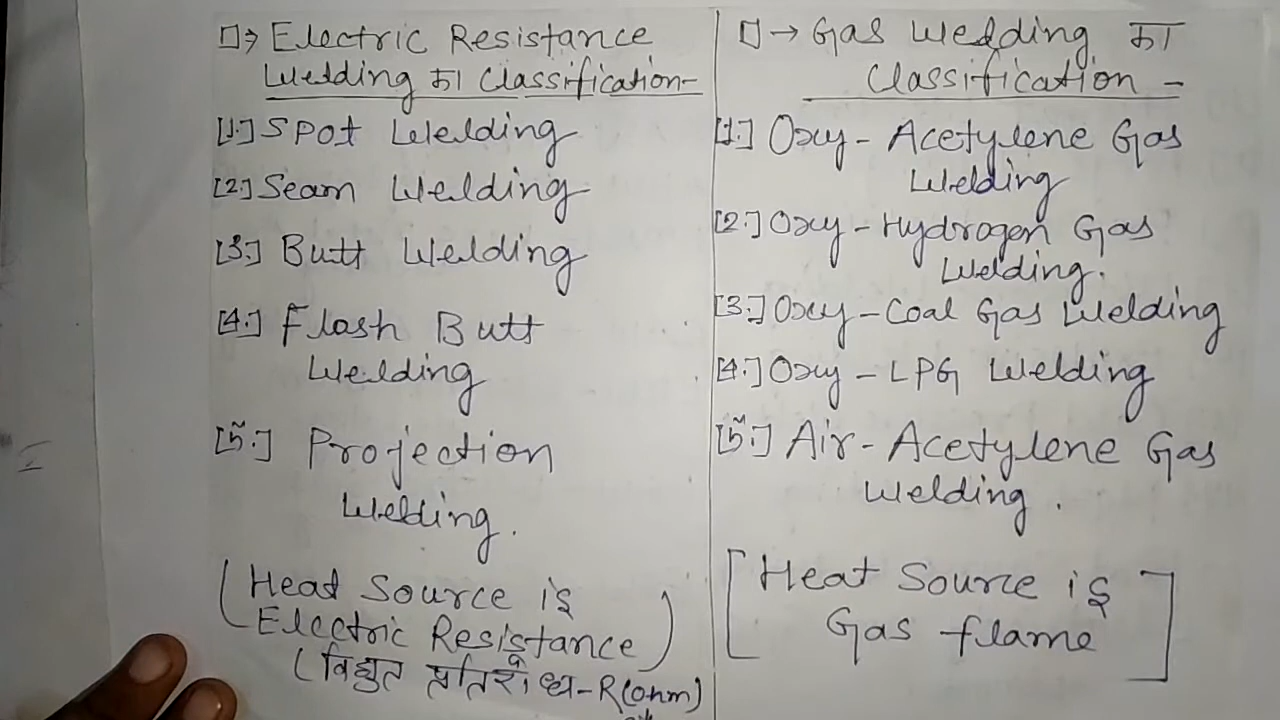 □→ Electric Resistance
Welding का Classification-
[1.] Spot Welding
[2.] Seam Welding
[3.] Butt Welding
[4.] Flash Butt
Welding
[5.] Projection
Welding.
(Heat Source is
Electric Resistance)
(विद्युत प्रतिरोध-R(ohm)
□→ Gas Welding का
Classification -
[1.] Oxy-Acetylene Gas
Welding
[2.] Oxy-Hydrogen Gas
Welding.
[3.] Oxy-Coal Gas Welding
[4.] Oxy-LPG Welding
[5.] Air-Acetylene Gas
Welding.
[Heat Source is
Gas flame]